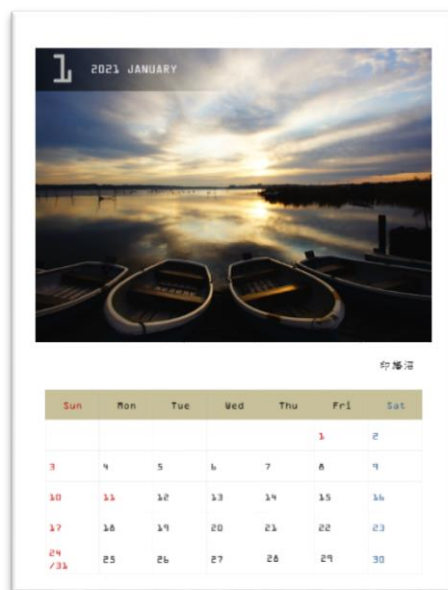 1 2021 JANUARY
印旛沼
Sun Mon Tue Wed Thu Fri Sat
1 2
3 4 5 6 7 8 9
10 11 12 13 14 15 16
17 18 19 20 21 22 23
24 25 26 27 28 29 30
/31